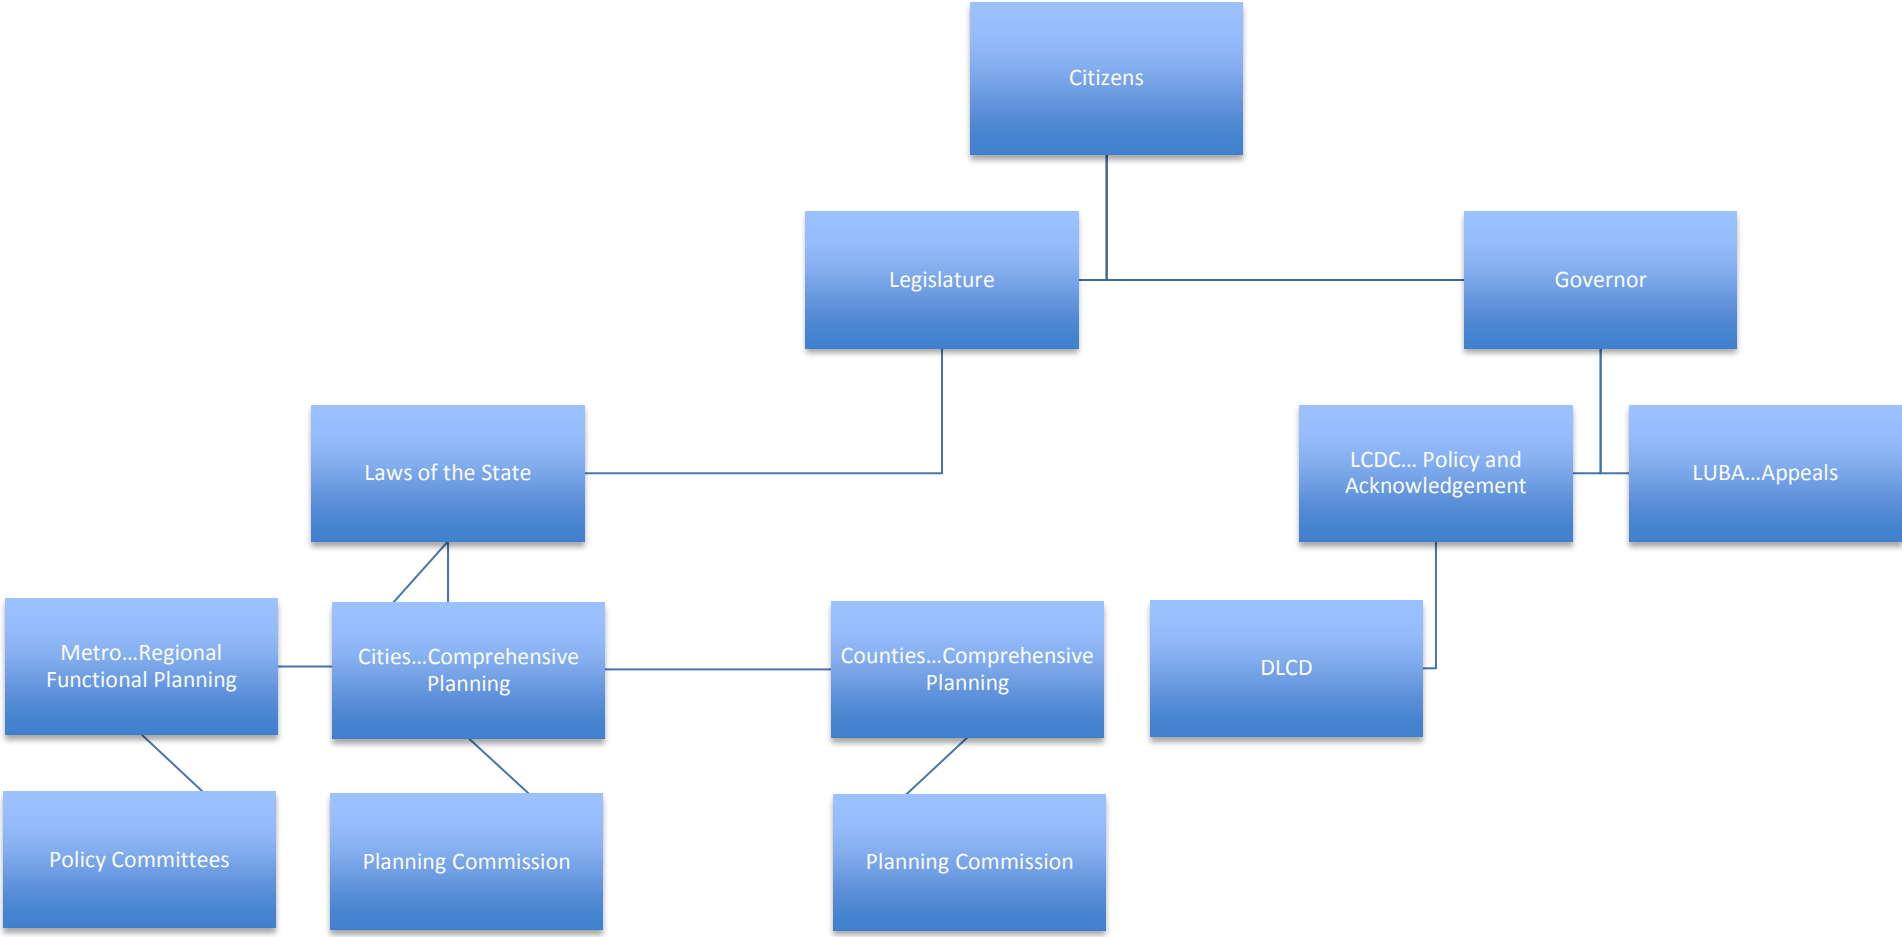 Citizens
Legislature
Governor
Laws of the State
LCDC... Policy and
Acknowledgement
LUBA...Appeals
Metro...Regional
Functional Planning
Cities...Comprehensive
Planning
Counties...Comprehensive
Planning
DLCD
Policy Committees
Planning Commission
Planning Commission